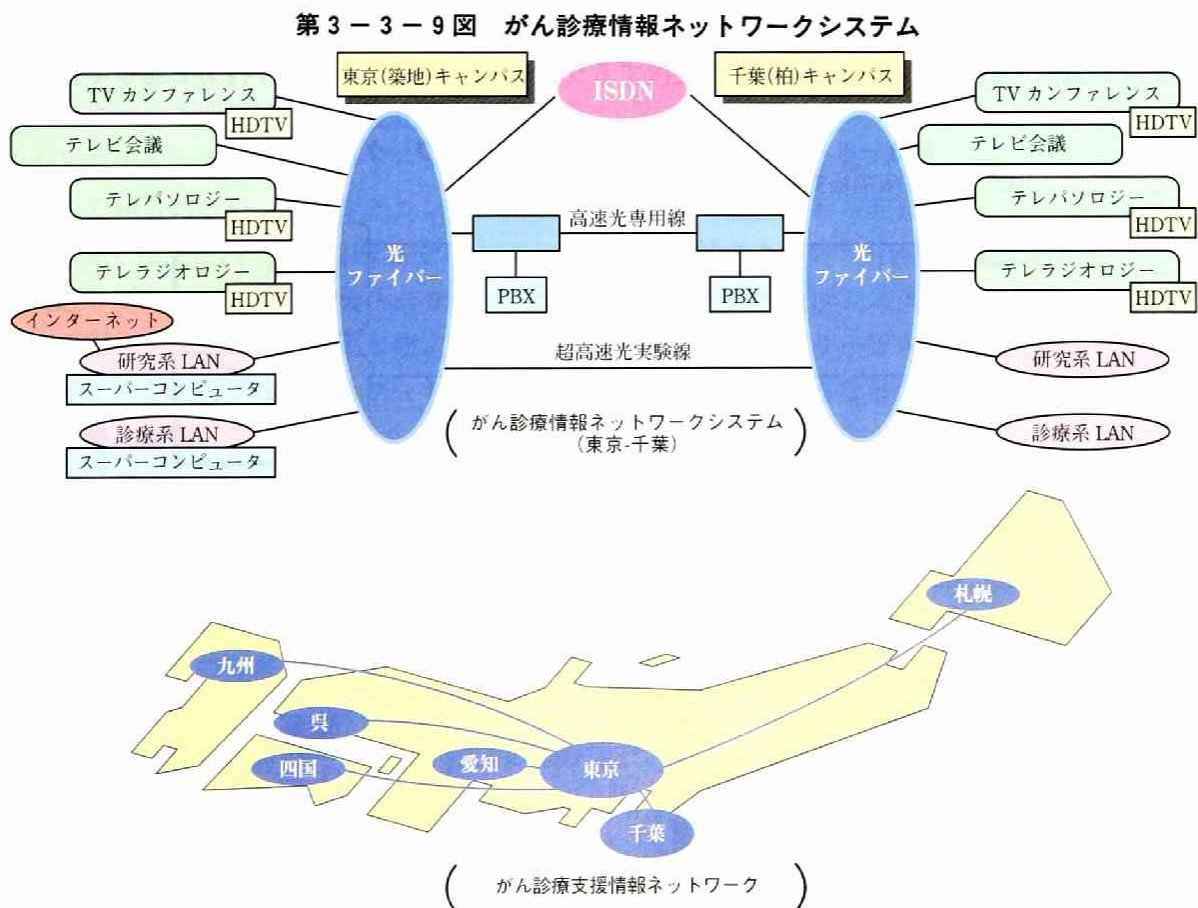 第3-3-9図 がん診療情報ネットワークシステム
東京(築地)キャンパス
ISDN
千葉(柏)キャンパス
TV カンファレンス
HDTV
テレビ会議
テレパソロジー
HDTV
テレラジオロジー
HDTV
インターネット
研究系 LAN
スーパーコンピュータ
診療系 LAN
スーパーコンピュータ
光
ファイバー
高速光専用線
PBX
PBX
超高速光実験線
がん診療情報ネットワークシステム
(東京-千葉)
光
ファイバー
TV カンファレンス
HDTV
テレビ会議
テレパソロジー
HDTV
テレラジオロジー
HDTV
研究系 LAN
診療系 LAN
札幌
九州
呉
四国
愛知
東京
千葉
(がん診療支援情報ネットワーク)